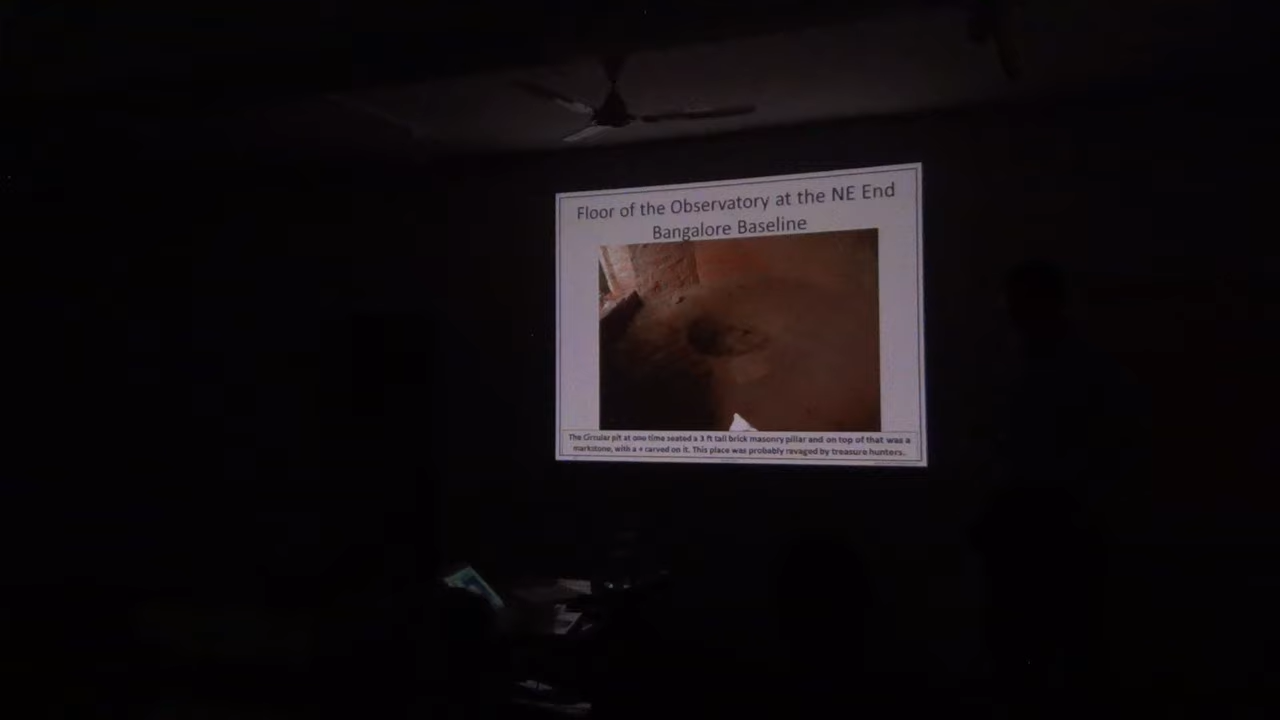 Floor of the Observatory at the NE End
Bangalore Baseline
The Circular pit at one time seated a 3 ft tall brick masonry pillar and on top of that was a
markstone, with a + carved on it. This place was probably revaged by treasure hunters.